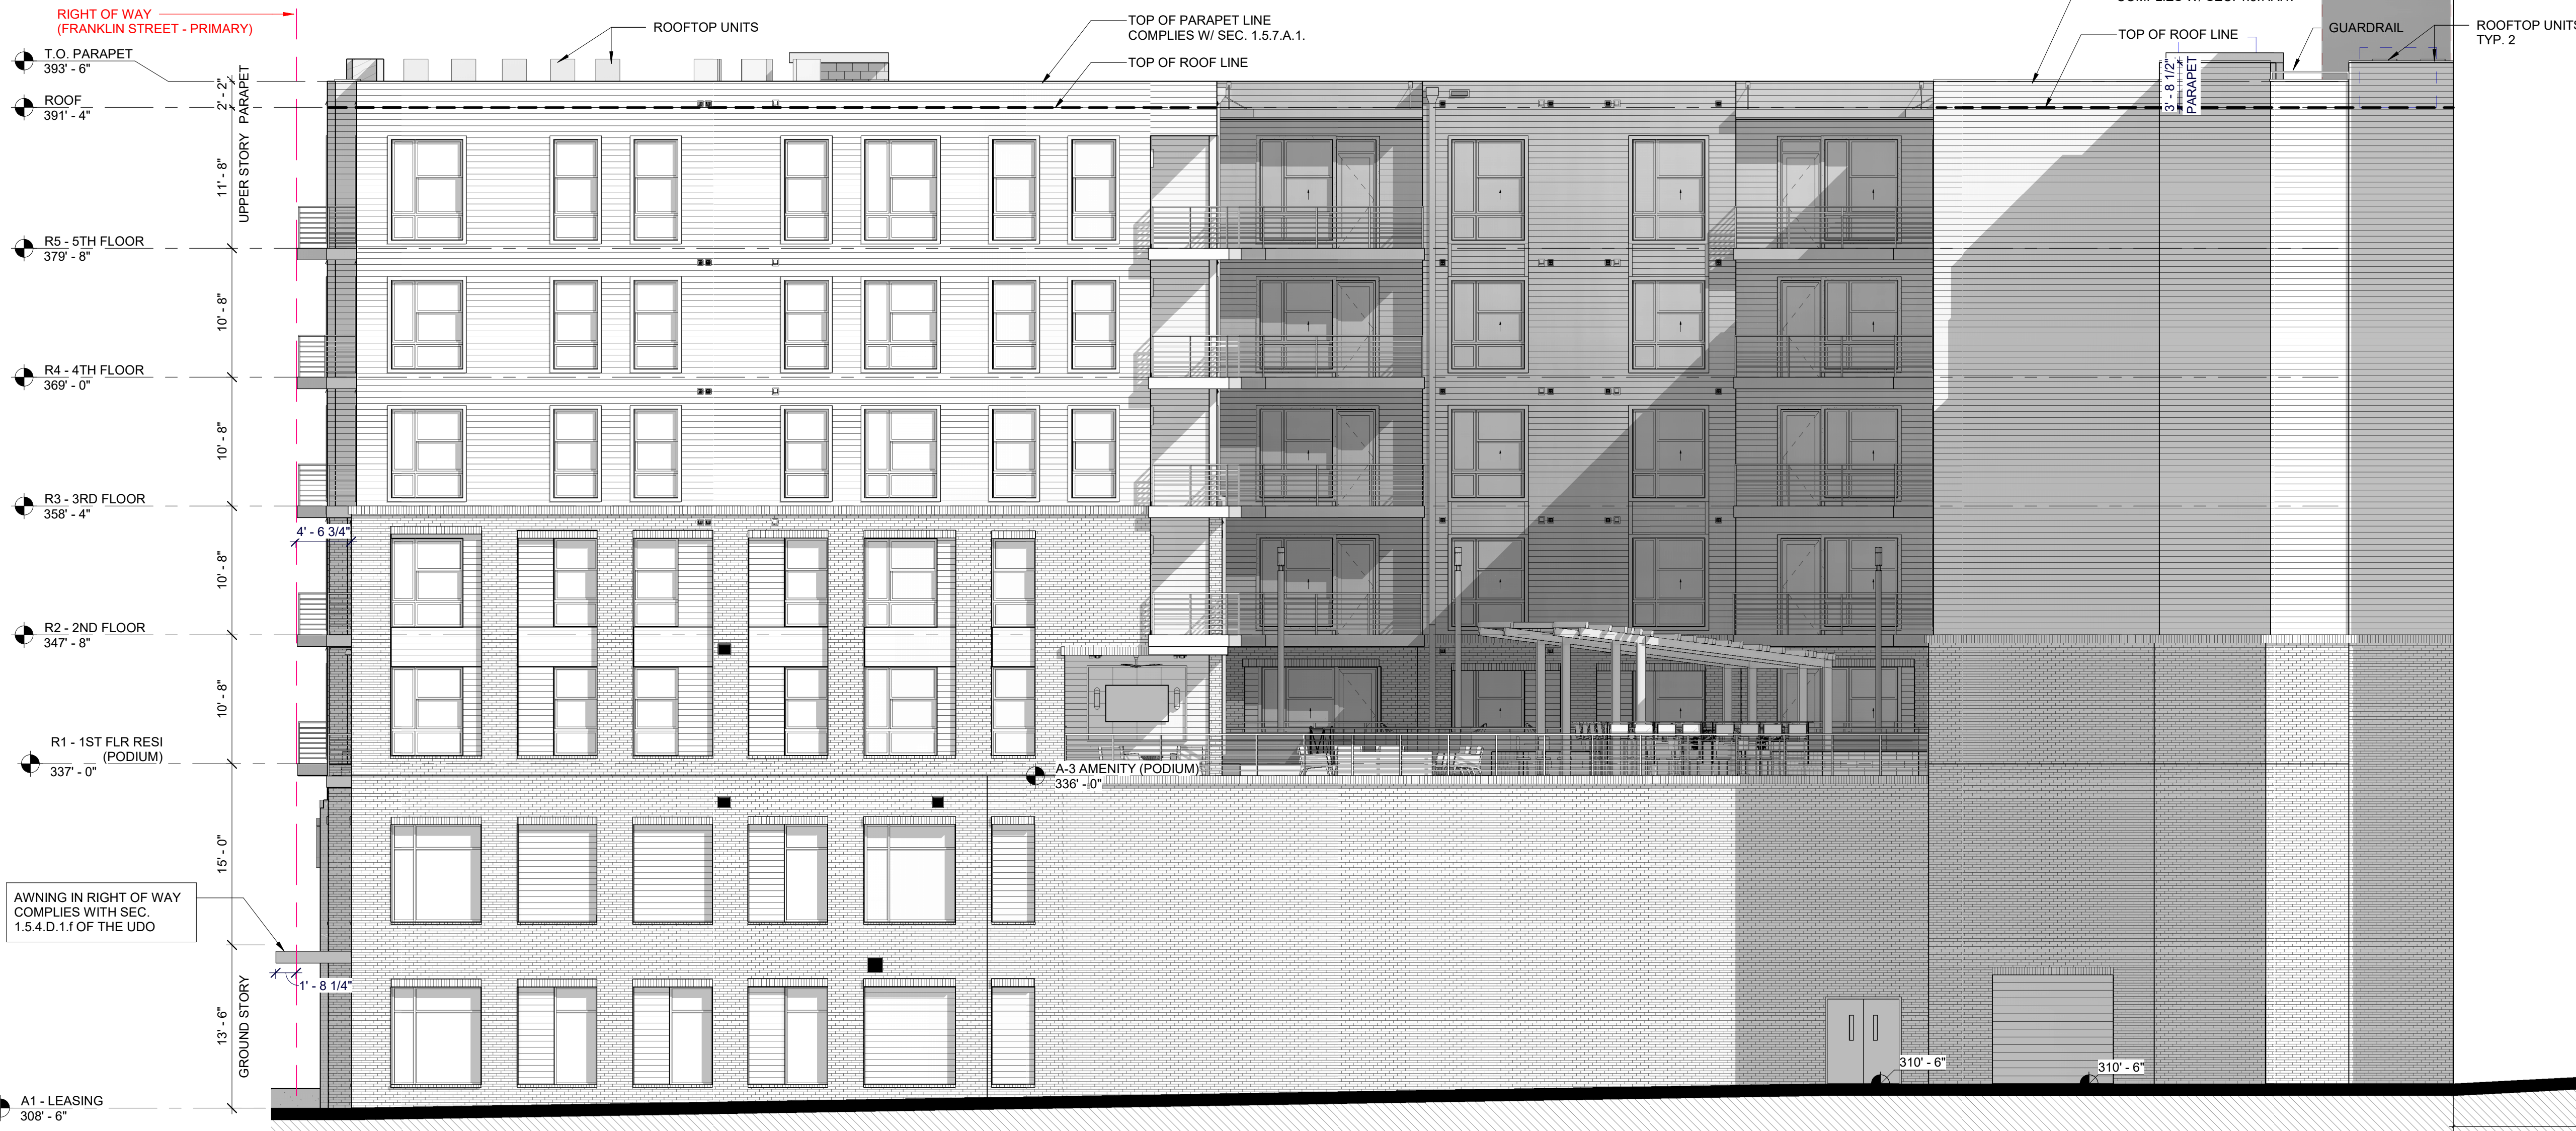 RIGHT OF WAY
(FRANKLIN STREET - PRIMARY)
T.O. PARAPET
393' - 6"
ROOF
391' - 4"
2' - 2"
PARAPET
11' - 8"
UPPER STORY
R5 - 5TH FLOOR
379' - 8"
10' - 8"
R4 - 4TH FLOOR
369' - 0"
10' - 8"
R3 - 3RD FLOOR
358' - 4"
4' - 6 3/4"
10' - 8"
R2 - 2ND FLOOR
347' - 8"
10' - 8"
R1 - 1ST FLR RESI
(PODIUM)
337' - 0"
15' - 0"
AWNING IN RIGHT OF WAY
COMPLIES WITH SEC.
1.5.4.D.1.f OF THE UDO
1' - 8 1/4"
13' - 6"
GROUND STORY
A1 - LEASING
308' - 6"
ROOFTOP UNITS
TOP OF PARAPET LINE
COMPLIES W/ SEC. 1.5.7.A.1.
TOP OF ROOF LINE
A-3 AMENITY (PODIUM)
336' - 0"
TOP OF ROOF LINE
3' - 8 1/2"
PARAPET
GUARDRAIL
ROOFTOP UNITS
TYP. 2
310' - 6"
310' - 6"